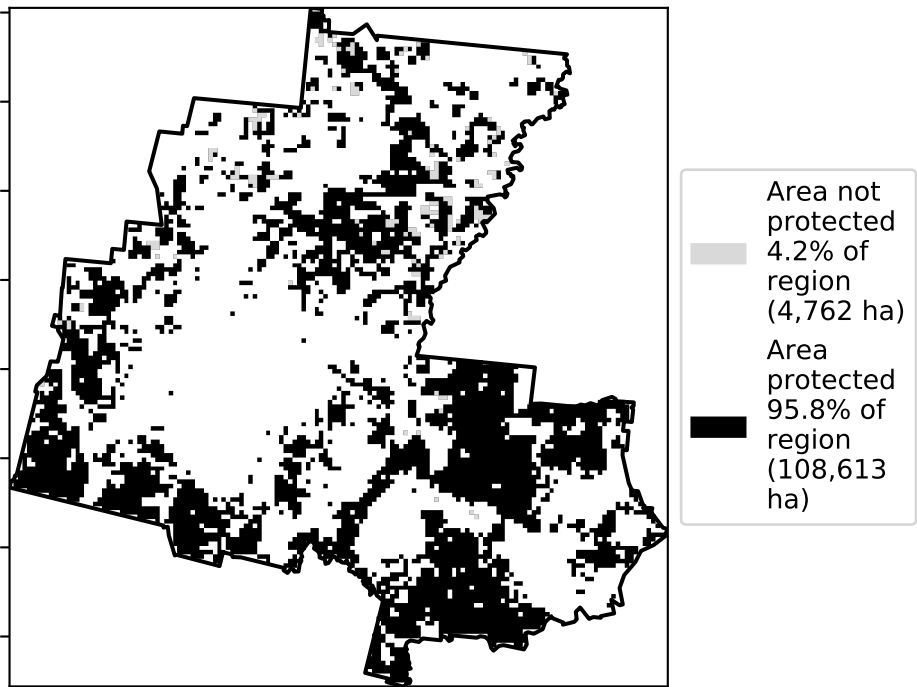 Area not
protected
4.2% of
region
(4,762 ha)
Area
protected
95.8% of
region
(108,613
ha)